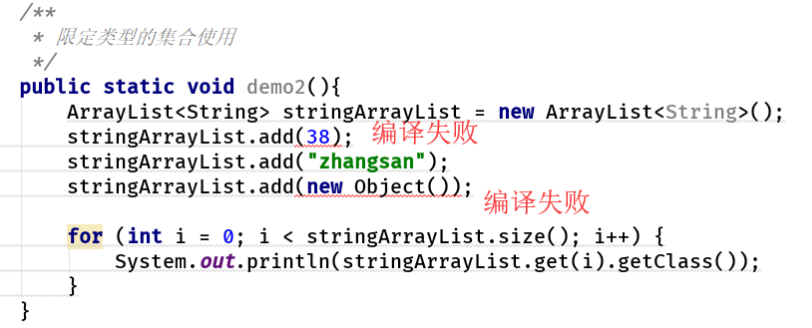 /**
* 限定类型的集合使用
*/
public static void demo2(){
ArrayList<String> stringArrayList = new ArrayList<String>();
stringArrayList.add(38); 编译失败
stringArrayList.add("zhangsan");
stringArrayList.add(new Object());
编译失败
for (int i = 0; i < stringArrayList.size(); i++) {
System.out.println(stringArrayList.get(i).getClass());
}
}